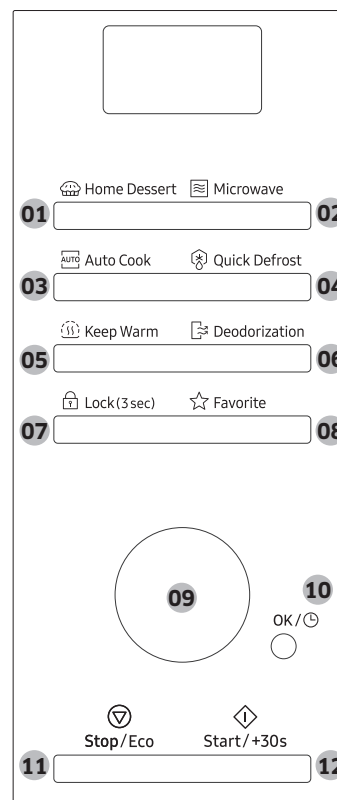 Home Dessert Microwave
01 02
AUTO Auto Cook Quick Defrost
03 04
Keep Warm Deodorization
05 06
Lock (3 sec) Favorite
07 08
09
10
OK /
Stop/Eco Start/+30s
11 12